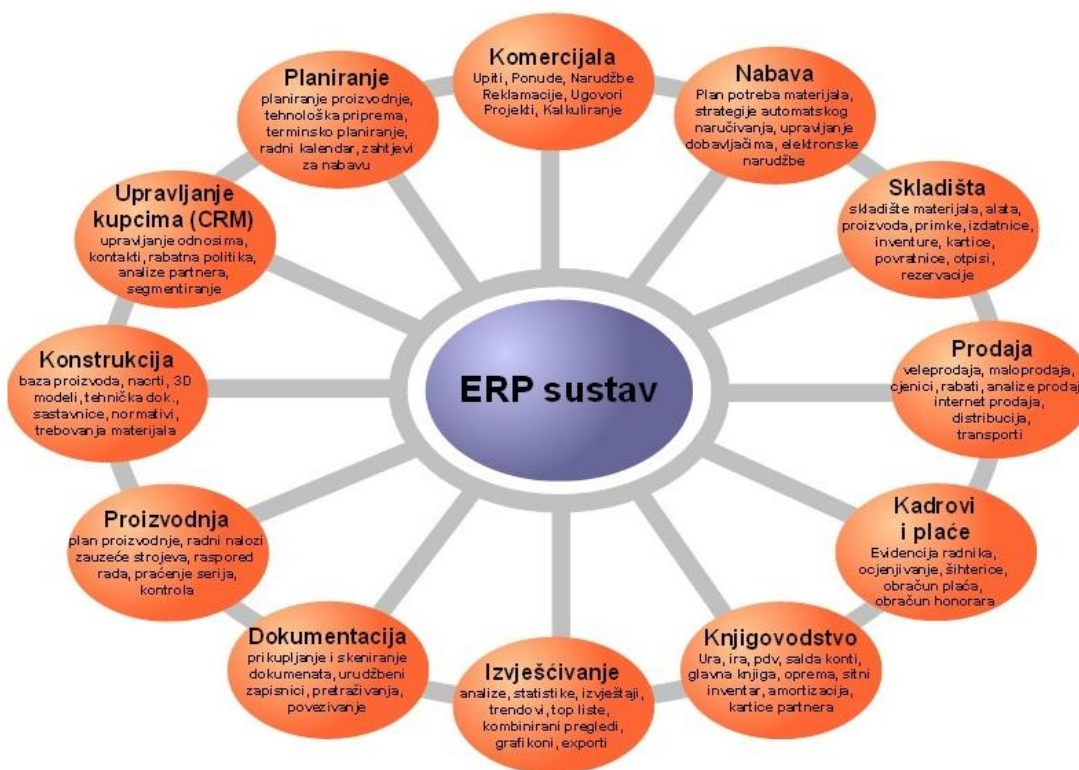 Komercijala
Upiti, Ponude, Narudžbe
Reklamacije, Ugovori
Projekti, Kalkuliranje
Nabava
Plan potreba materijala,
strategije automatskog
naručivanja, upravljanje
dobavljačima, elektronske
narudžbe
Skladišta
skladište materijala, alata,
proizvoda, primke, izdatnice,
inventure, kartice,
povratnice, otpisi,
rezervacije
Prodaja
veleprodaja, maloprodaja,
cjenici, rabati, analize prodaj
internet prodaja,
distribucija,
transporti
Kadrovi
i plaće
Evidencija radnika,
ocjenjivanje, šihterice,
obračun plaća,
obračun honorara
Knjigovodstvo
Ura, ira, pdv, salda konti,
glavna knjiga, oprema, sitni
inventar, amortizacija,
kartice partnera
Izvješćivanje
analize, statistike, izvještaji,
trendovi, top liste,
kombinirani pregledi,
grafikoni, exporti
Dokumentacija
prikupljanje i skeniranje
dokumenata, urudžbeni
zapisnici, pretraživanja,
povezivanje
Proizvodnja
plan proizvodnje, radni nalozi
zauzeće strojeva, raspored
rada, praćenje serija,
kontrola
Konstrukcija
baza proizvoda, nacrti, 3D
modeli, tehnička dok.,
sastavnice, normativi,
trebovanja materijala
Upravljanje
kupcima (CRM)
upravljanje odnosima,
kontakti, rabatna politika,
analize partnera,
segmentiranje
Planiranje
planiranje proizvodnje,
tehnološka priprema,
terminsko planiranje,
radni kalendar, zahtjevi
za nabavu
ERP sustav